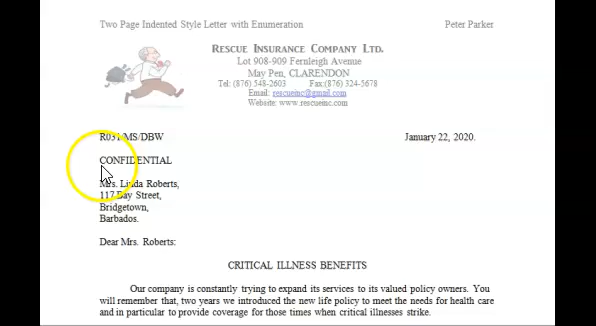 Two Page Indented Style Letter with Enumeration Peter Parker
RESCUE INSURANCE COMPANY LTD.
Lot 908-909 Fernleigh Avenue
May Pen, CLARENDON
Tel: (876) 548-2603 Fax:(876) 324-5678
Email: rescueinc@gmail.com
Website: www.rescueinc.com
R031/MS/DBW January 22, 2020.
CONFIDENTIAL
Mrs. Linda Roberts,
117 Bay Street,
Bridgetown,
Barbados.
Dear Mrs. Roberts:
CRITICAL ILLNESS BENEFITS
Our company is constantly trying to expand its services to its valued policy owners. You
will remember that, two years we introduced the new life policy to meet the needs for health care
and in particular to provide coverage for those times when critical illnesses strike.